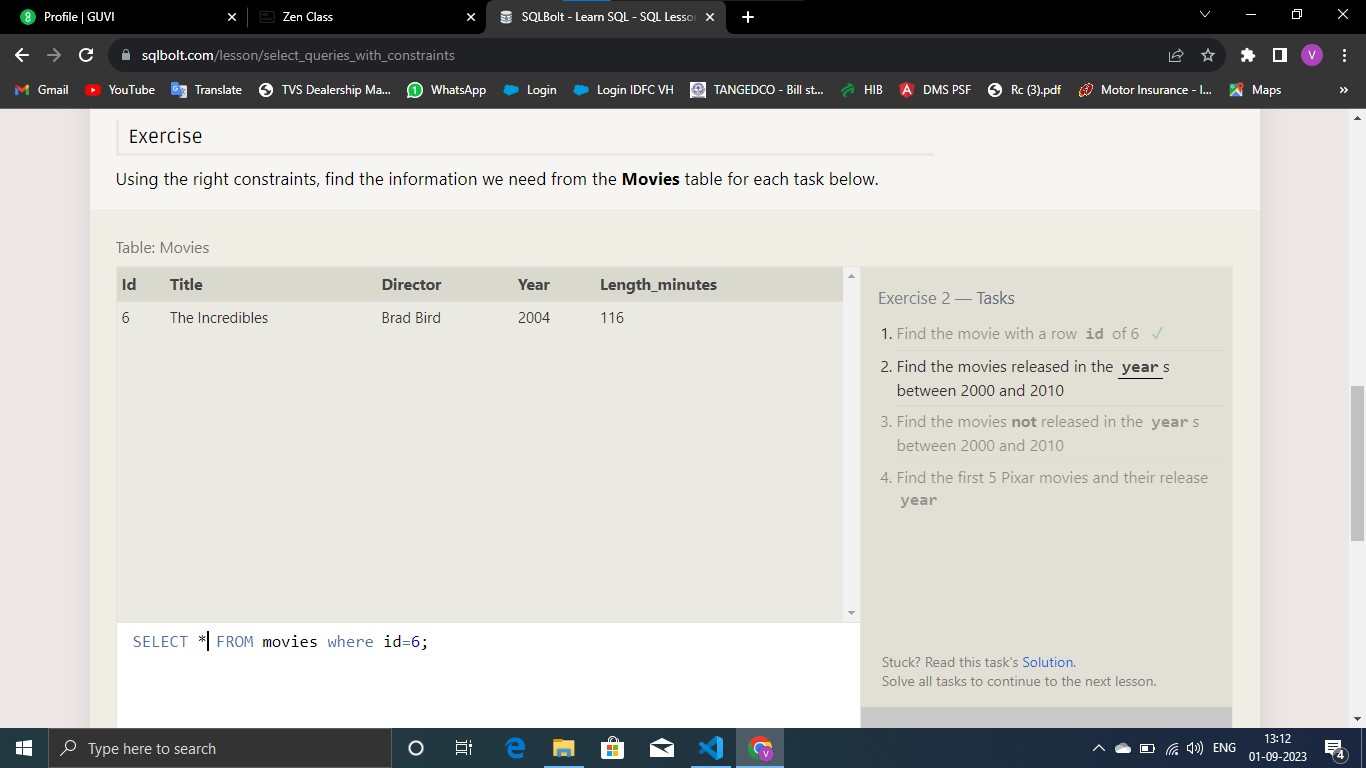 Profile | GUVI
Zen Class
SQLBolt - Learn SQL - SQL Lesson
sqlbolt.com/lesson/select_queries_with_constraints
V
Gmail
YouTube
Translate
TVS Dealership Ma...
WhatsApp
Login
Login IDFC VH
TANGEDCO - Bill st...
HIB
DMS PSF
Rc (3).pdf
Motor Insurance - I...
Maps
»
Exercise
Using the right constraints, find the information we need from the Movies table for each task below.
Table: Movies
Id Title Director Year Length_minutes
6 The Incredibles Brad Bird 2004 116
Exercise 2 — Tasks
1. Find the movie with a row id of 6 ✓
2. Find the movies released in the year s
between 2000 and 2010
3. Find the movies not released in the year s
between 2000 and 2010
4. Find the first 5 Pixar movies and their release
year
SELECT * FROM movies where id=6;
Stuck? Read this task's Solution.
Solve all tasks to continue to the next lesson.
Type here to search
V
ENG
13:12
01-09-2023
4